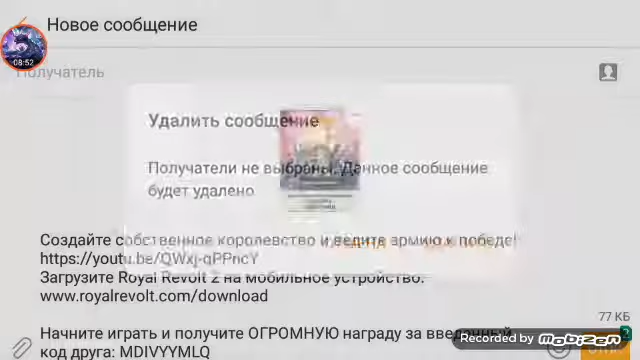 Новое сообщение
08:52
Получатель
Удалить сообщение
Получатели не выбраны. Данное сообщение
будет удалено
Создайте собственное королевство и ведите армию к победе!
https://youtu.be/QWxj-qPPncY
Загрузите Royal Revolt 2 на мобильное устройство:
www.royalrevolt.com/download
77 КБ
Начните играть и получите ОГРОМНУЮ награду за введенный
код друга: MDIVYYMLQ
Recorded by mobizen